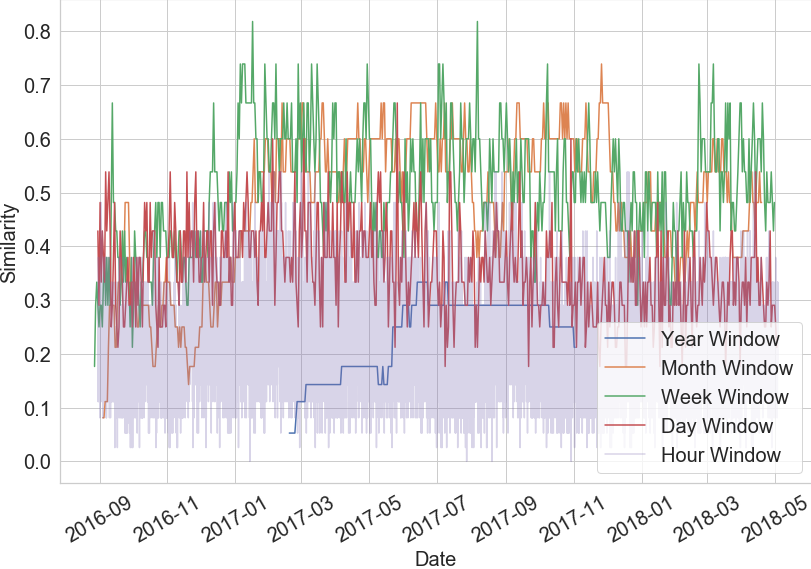 Similarity
0.8
0.7
0.6
0.5
0.4
0.3
0.2
0.1
0.0
Year Window
Month Window
Week Window
Day Window
Hour Window
2016-09
2016-11
2017-01
2017-03
2017-05
2017-07
2017-09
2017-11
2018-01
2018-03
2018-05
Date